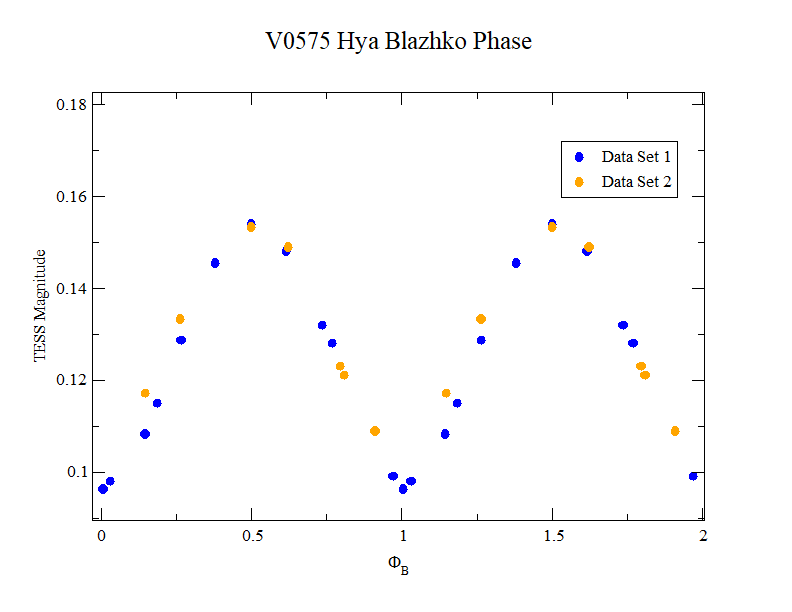 V0575 Hya Blazhko Phase
0.18
0.16
0.14
0.12
0.1
TESS Magnitude
Data Set 1
Data Set 2
0 0.5 1 1.5 2
ΦB